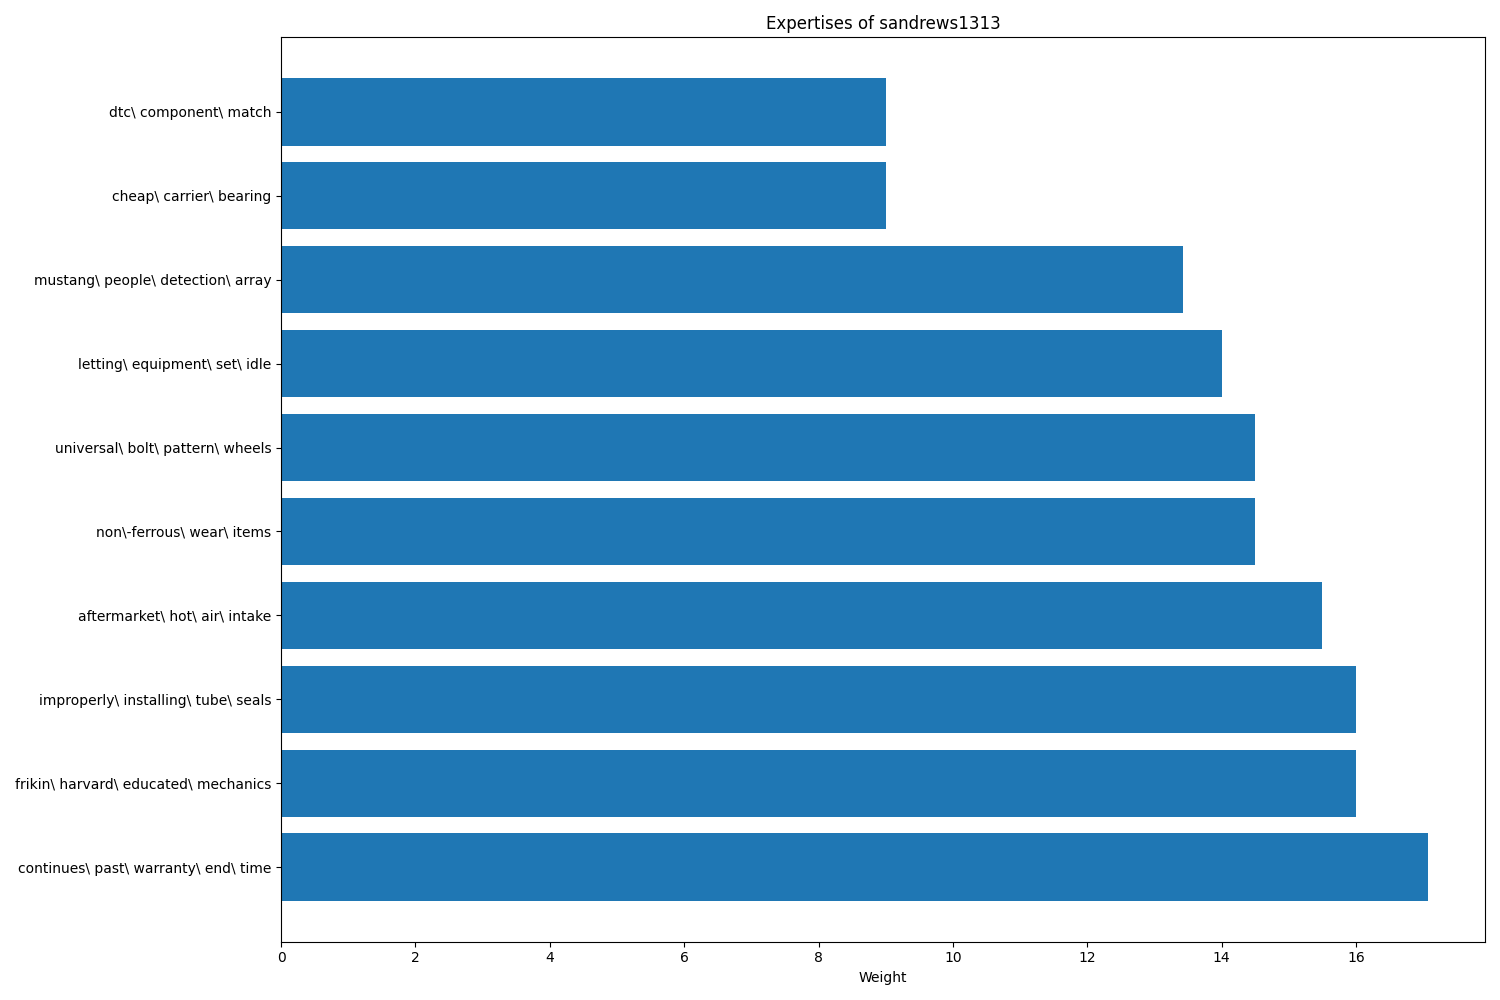 Expertises of sandrews1313
dtc\ component\ match
cheap\ carrier\ bearing
mustang\ people\ detection\ array
letting\ equipment\ set\ idle
universal\ bolt\ pattern\ wheels
non\-ferrous\ wear\ items
aftermarket\ hot\ air\ intake
improperly\ installing\ tube\ seals
frikin\ harvard\ educated\ mechanics
continues\ past\ warranty\ end\ time
0 2 4 6 8 10 12 14 16
Weight